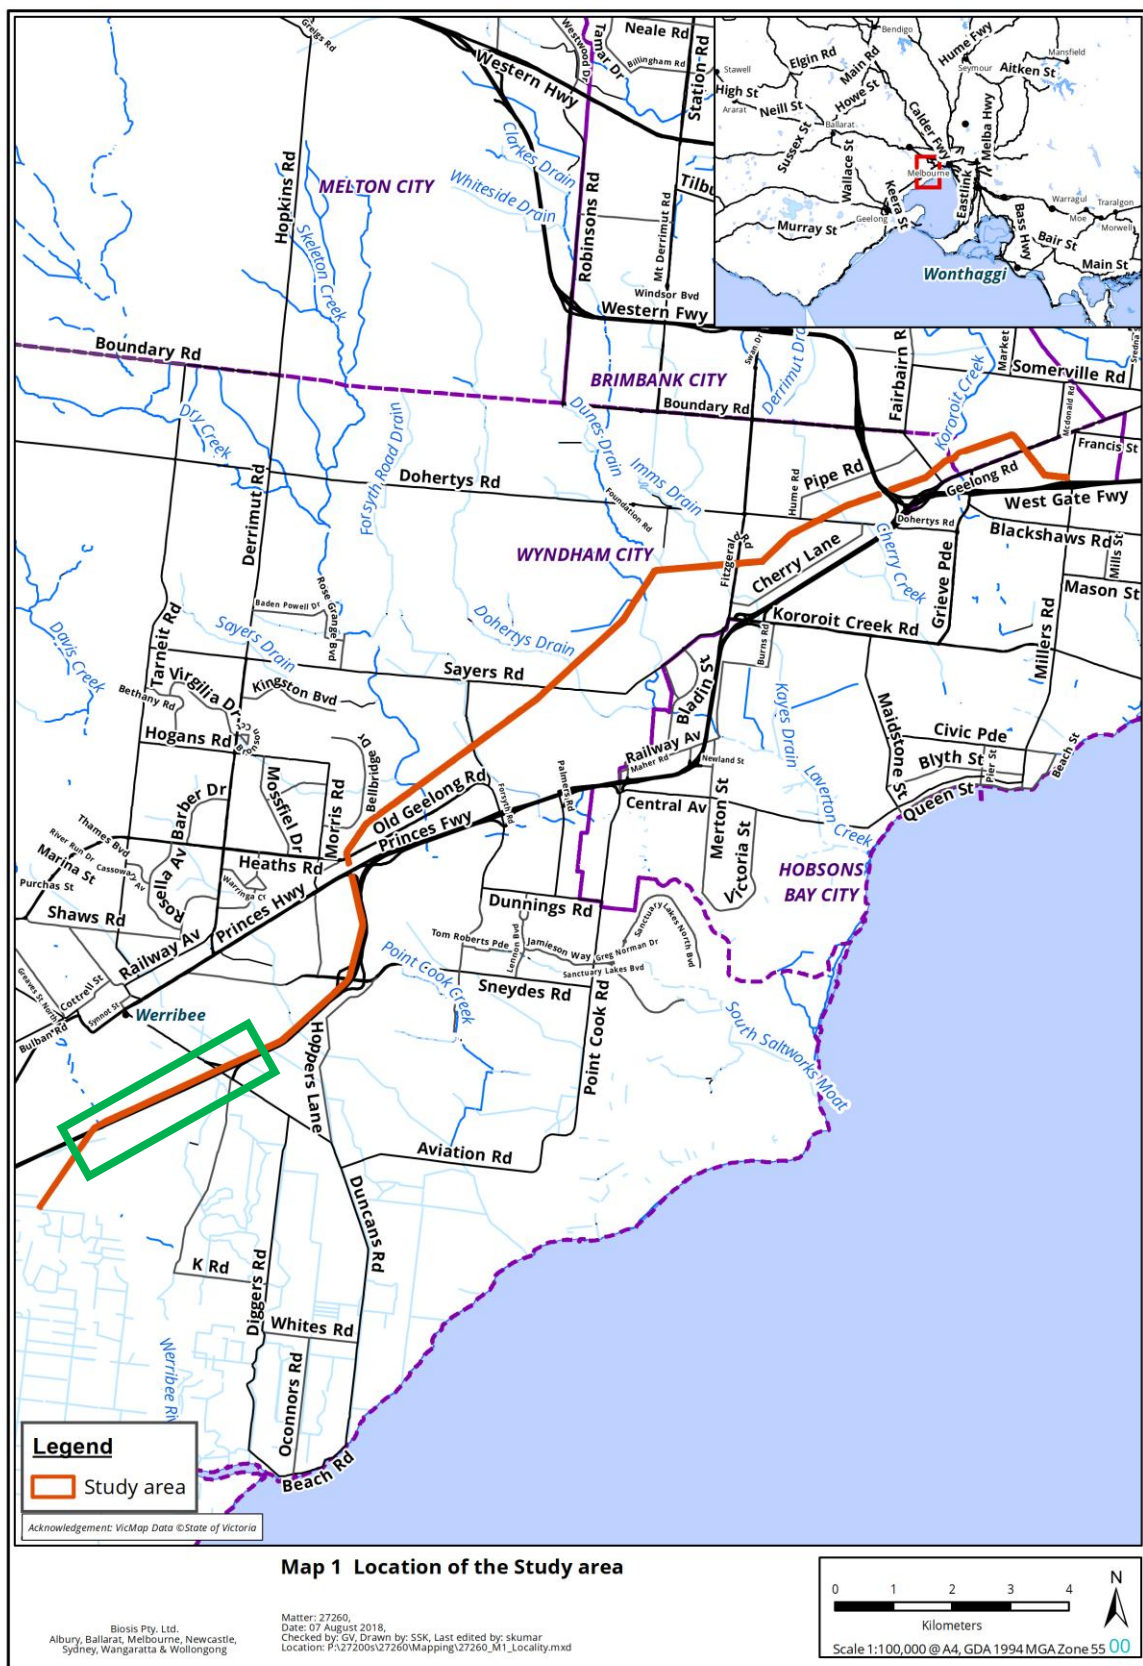 Greigs Rd
Western Hwy
Westwood Dr
Tamar Dr
Neale Rd
Billingham Rd
Station Rd
Hopkins Rd
MELTON CITY
Skeleton Creek
Clarkes Drain
Whiteside Drain
Robinsons Rd
Mt Derrimut Rd
Windsor Bvd
Western Fwy
Bendigo
Hume Fwy
Mansfield
Elgin Rd
Main Rd
Seymour
Aitken St
Stawell
High St
Ararat
Neill St
Howe St
Calder Fwy
Melba Hwy
Sussex St
Ballarat
Wallace St
Melbourne
Keera St
Eastlink
Geelong
Murray St
Warragul
Traralgon
Moe
Morwell
Bass Hwy
Bair St
Main St
Wonthaggi
Boundary Rd
BRIMBANK CITY
Boundary Rd
Swan Dr
Fairbairn R
Kororoit Creek
Market
Somerville Rd
Mcdonald Rd
Francis St
Dry Creek
Forsyth Road Drain
Dunes Drain
Imms Drain
Dohertys Rd
Foundation Rd
Hume Rd
Pipe Rd
Geelong Rd
West Gate Fwy
Dohertys Rd
Blackshaws Rd
Mills St
Derrimut Rd
WYNDHAM CITY
Fitzgerald Rd
Cherry Lane
Cherry Creek
Grieve Pde
Mason St
Kororoit Creek Rd
Millers Rd
Davis Creek
Tarneit Rd
Baden Powell Dr
Rose Grange Bvd
Sayers Drain
Dohertys Drain
Sayers Rd
Burns Rd
Bladin St
Kayes Drain
Maidstone St
Bethany Rd
Virgilia Dr
Kingston Bvd
Hogans Rd
Bellbridge Dr
Railway Av
Maher Rd
Newland St
Civic Pde
Blyth St
Pier St
Beach St
Queen St
Mossfiel Dr
Morris Rd
Old Geelong Rd
Forsyth Rd
Palmers Rd
Central Av
Merton St
Victoria St
Laverton Creek
Barber Dr
Princes Fwy
Thames Bvd
River Run Dr
Cassowary Av
Marina St
Purchas St
Rosella Av
Heaths Rd
Warringa Cr
HOBSONS
BAY CITY
Shaws Rd
Railway Av
Princes Hwy
Dunnings Rd
Tom Roberts Pde
Lennon Bvd
Jamieson Way
Greg Norman Dr
Sanctuary
Lakes North Bvd
Sanctuary Lakes Bvd
Sneydes Rd
Point Cook Creek
Point Cook Rd
South Saltworks Moat
Greaves St North
Cottrell St
Synnot St
Bulban Rd
Werribee
Hoppers Lane
Aviation Rd
Duncans Rd
K Rd
Diggers Rd
Whites Rd
Oconnors Rd
Beach Rd
Legend
Study area
Acknowledgement: VicMap Data ©State of Victoria
Map 1 Location of the Study area
Biosis Pty. Ltd.
Albury, Ballarat, Melbourne, Newcastle,
Sydney, Wangaratta & Wollongong
Matter: 27260,
Date: 07 August 2018,
Checked by: GV, Drawn by: SSK, Last edited by: skumar
Location: P:\27200s\27260\Mapping\27260_M1_Locality.mxd
0 1 2 3 4
Kilometers
N
Scale 1:100,000 @ A4, GDA 1994 MGA Zone 55
00